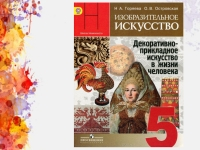 Н. А. Горяева О. В. Островская
ИЗОБРАЗИТЕЛЬНОЕ
ИСКУССТВО
Декоративно-
прикладное
искусство
в жизни
человека
5